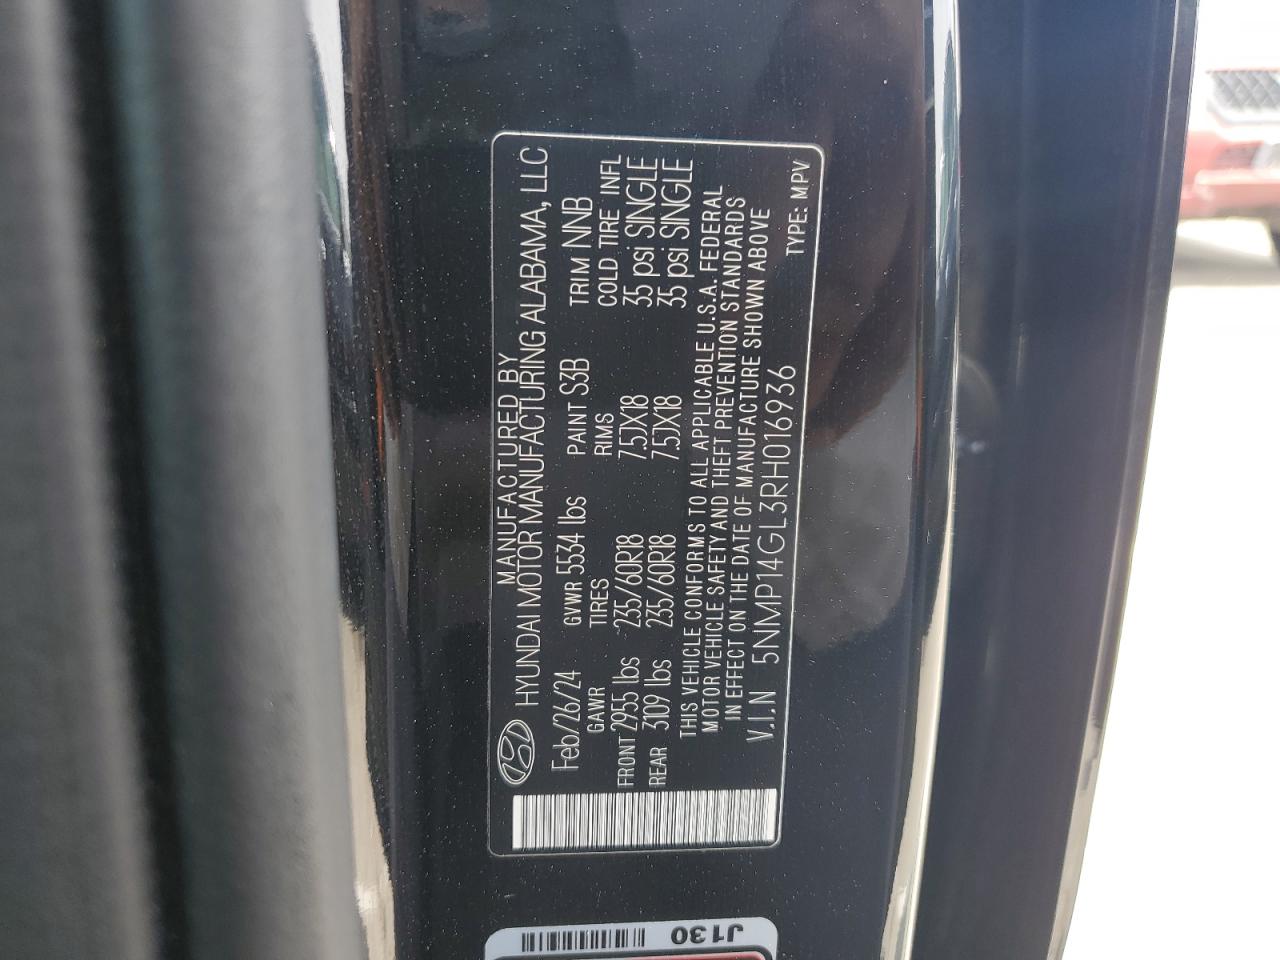 MANUFACTURED BY
HYUNDAI MOTOR MANUFACTURING ALABAMA, LLC
Feb/26/24 GVWR 5534 lbs PAINT S3B TRIM NNB
GAWR TIRES RIMS COLD TIRE INFL
FRONT 2955 lbs 235/60R18 7.5JX18 35 psi SINGLE
REAR 3109 lbs 235/60R18 7.5JX18 35 psi SINGLE
THIS VEHICLE CONFORMS TO ALL APPLICABLE U.S.A. FEDERAL
MOTOR VEHICLE SAFETY AND THEFT PREVENTION STANDARDS
IN EFFECT ON THE DATE OF MANUFACTURE SHOWN ABOVE
V.I.N 5NMP14GL3RH016936 TYPE: MPV
J130